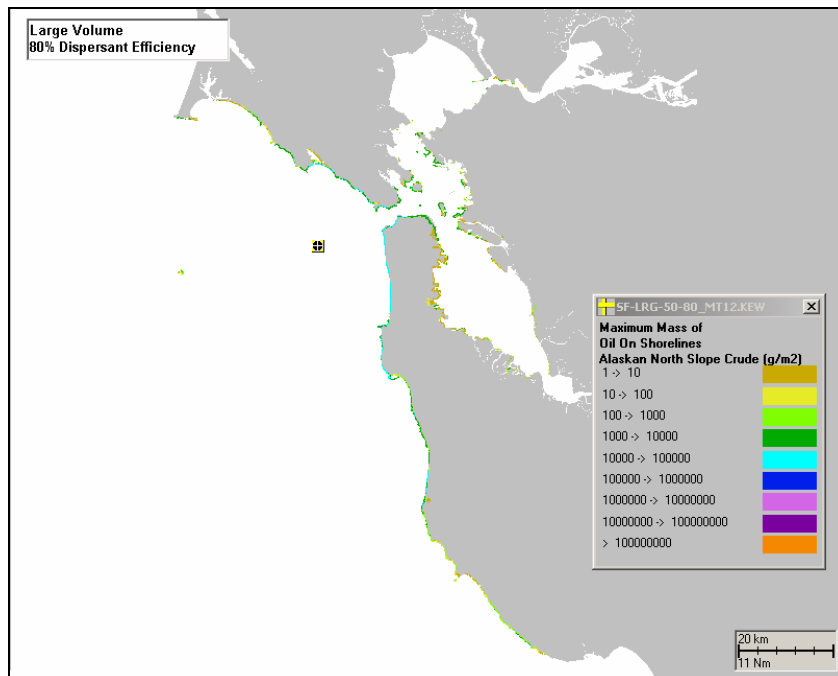 Large Volume
80% Dispersant Efficiency
SF-LRG-50-80_MT12.KEW
Maximum Mass of
Oil On Shorelines
Alaskan North Slope Crude (g/m2)
1 -> 10
10 -> 100
100 -> 1000
1000 -> 10000
10000 -> 100000
100000 -> 1000000
1000000 -> 10000000
10000000 -> 100000000
> 100000000
20 km
11 Nm